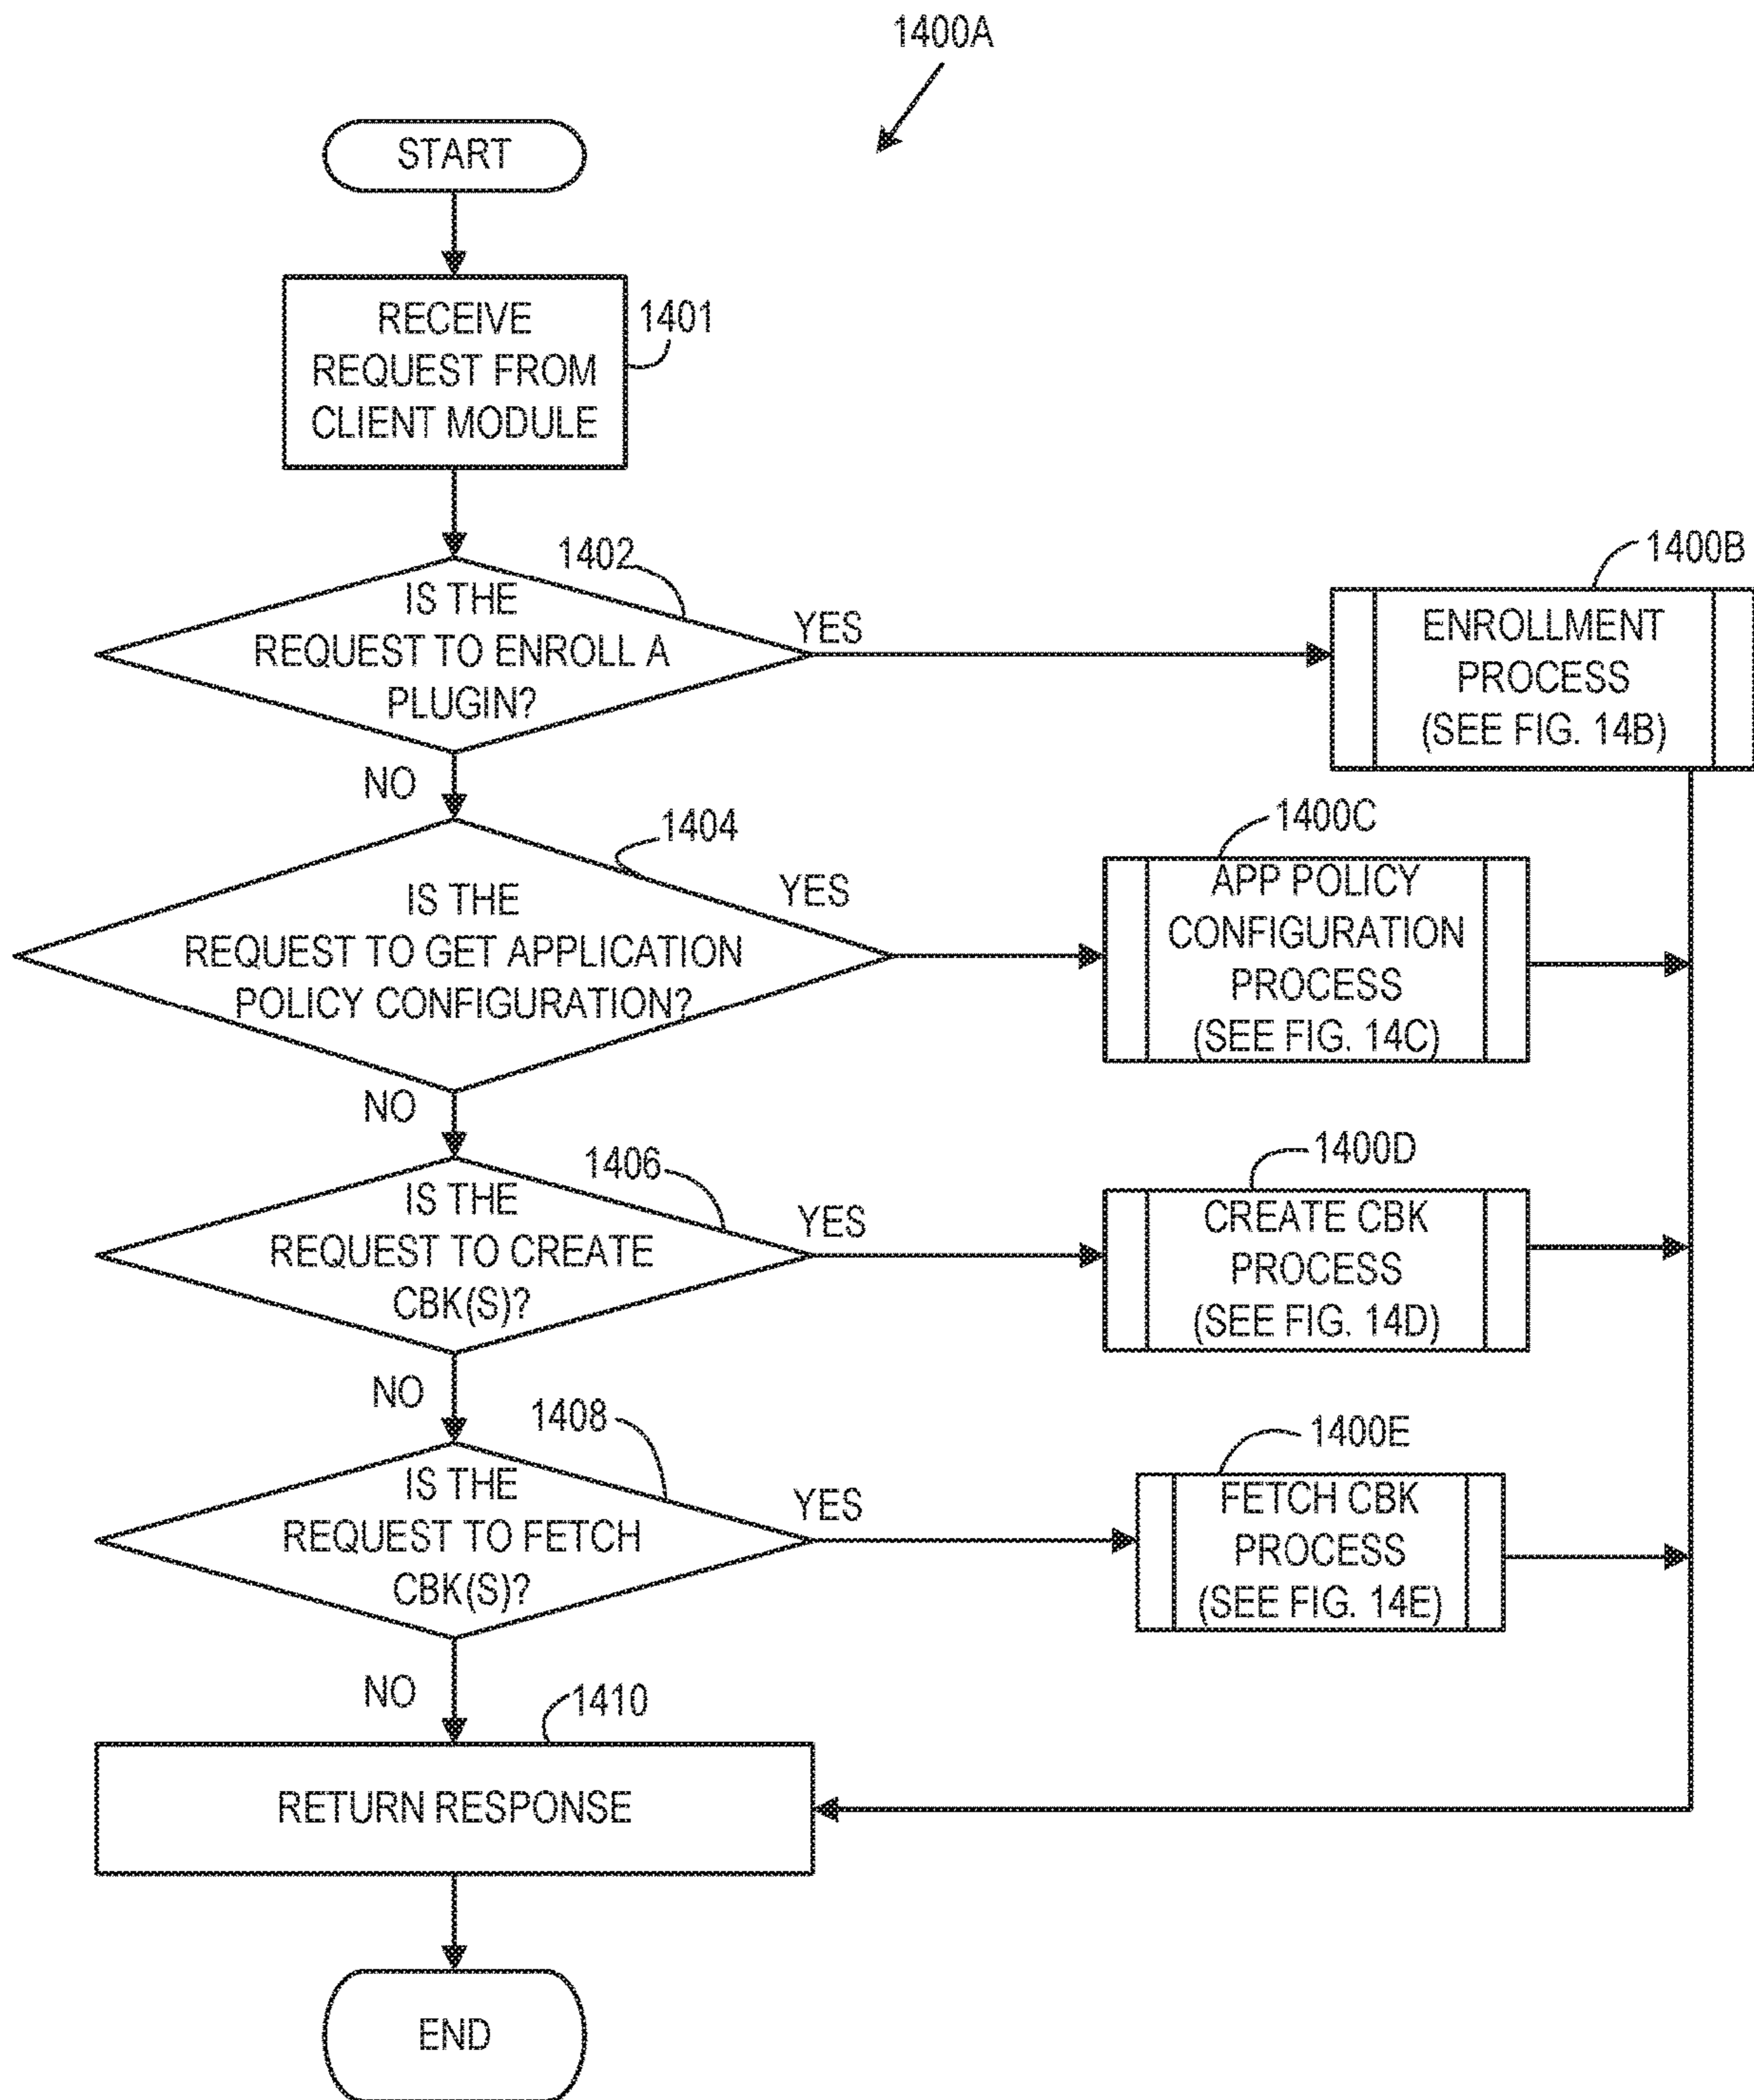 1400A
START
RECEIVE
REQUEST FROM
CLIENT MODULE
1401
1402
IS THE
REQUEST TO ENROLL A
PLUGIN?
YES
NO
1400B
ENROLLMENT
PROCESS
(SEE FIG. 14B)
1404
IS THE
REQUEST TO GET APPLICATION
POLICY CONFIGURATION?
YES
NO
1400C
APP POLICY
CONFIGURATION
PROCESS
(SEE FIG. 14C)
1406
IS THE
REQUEST TO CREATE
CBK(S)?
YES
NO
1400D
CREATE CBK
PROCESS
(SEE FIG. 14D)
1408
IS THE
REQUEST TO FETCH
CBK(S)?
YES
NO
1400E
FETCH CBK
PROCESS
(SEE FIG. 14E)
1410
RETURN RESPONSE
END